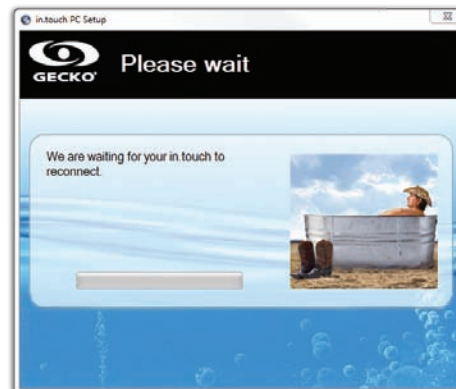 in.touch PC Setup
GECKO
Please wait
We are waiting for your in.touch to
reconnect.